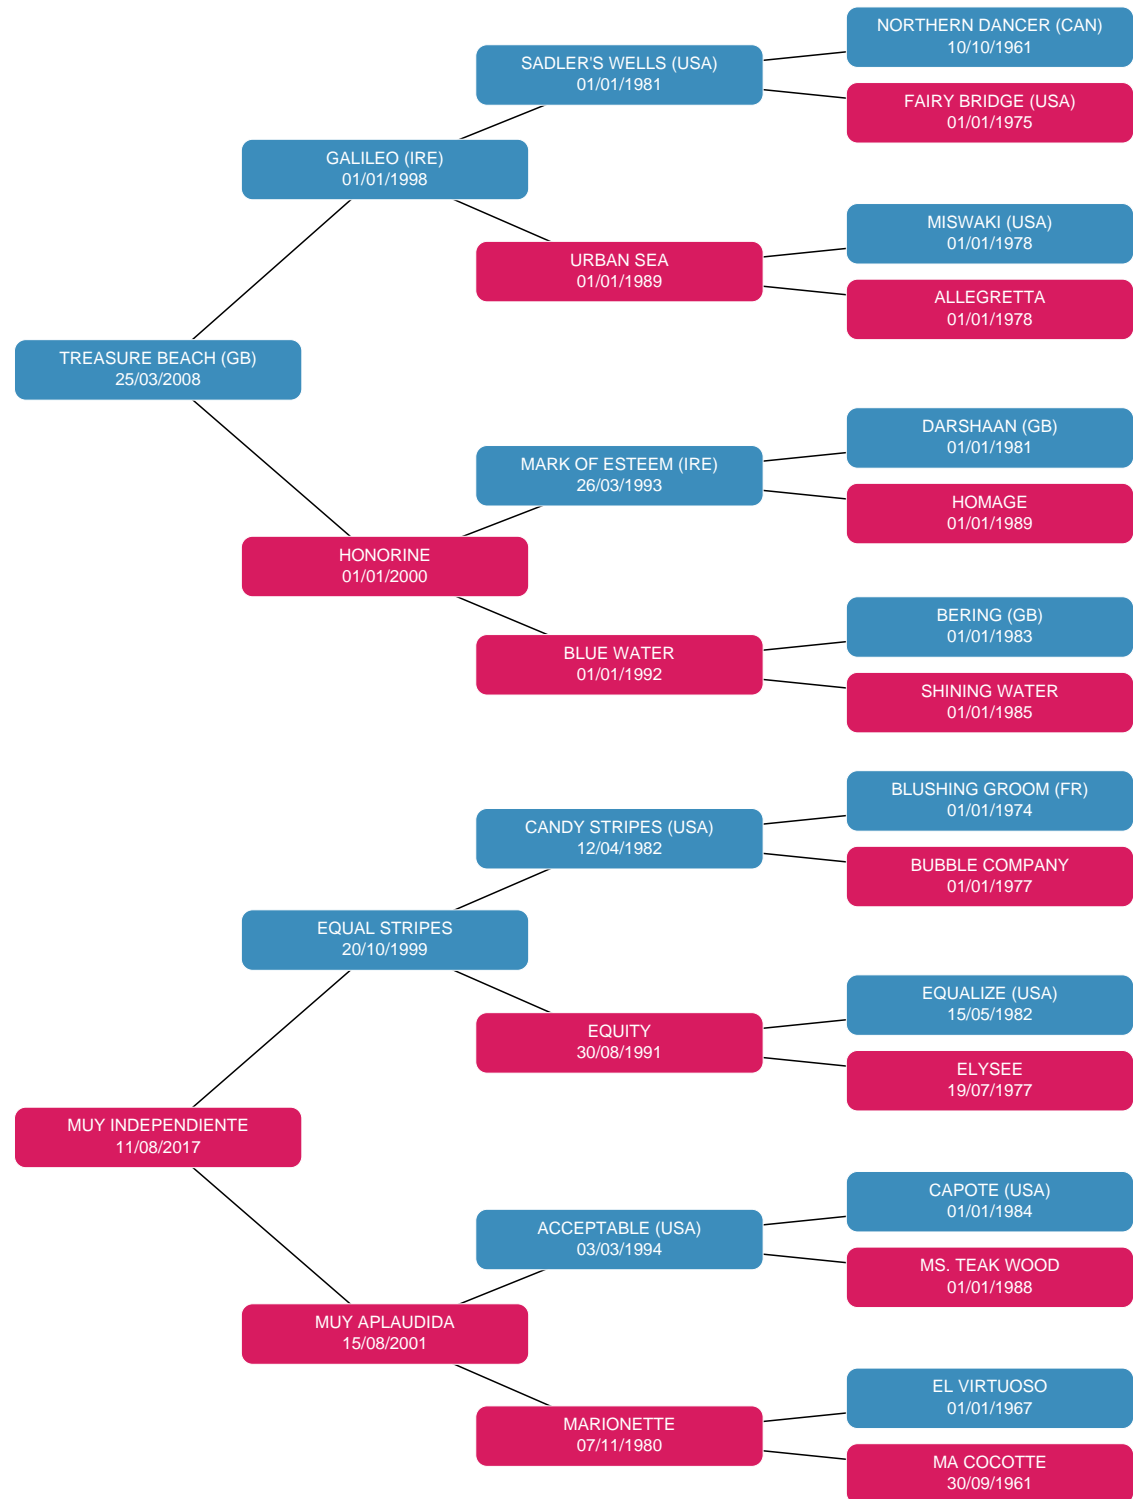 NORTHERN DANCER (CAN)
10/10/1961
SADLER'S WELLS (USA)
01/01/1981
FAIRY BRIDGE (USA)
01/01/1975
GALILEO (IRE)
01/01/1998
MISWAKI (USA)
01/01/1978
URBAN SEA
01/01/1989
ALLEGRETTA
01/01/1978
TREASURE BEACH (GB)
25/03/2008
DARSHAAN (GB)
01/01/1981
MARK OF ESTEEM (IRE)
26/03/1993
HOMAGE
01/01/1989
HONORINE
01/01/2000
BERING (GB)
01/01/1983
BLUE WATER
01/01/1992
SHINING WATER
01/01/1985
BLUSHING GROOM (FR)
01/01/1974
CANDY STRIPES (USA)
12/04/1982
BUBBLE COMPANY
01/01/1977
EQUAL STRIPES
20/10/1999
EQUALIZE (USA)
15/05/1982
EQUITY
30/08/1991
ELYSEE
19/07/1977
MUY INDEPENDIENTE
11/08/2017
CAPOTE (USA)
01/01/1984
ACCEPTABLE (USA)
03/03/1994
MS. TEAK WOOD
01/01/1988
MUY APLAUDIDA
15/08/2001
EL VIRTUOSO
01/01/1967
MARIONETTE
07/11/1980
MA COCOTTE
30/09/1961